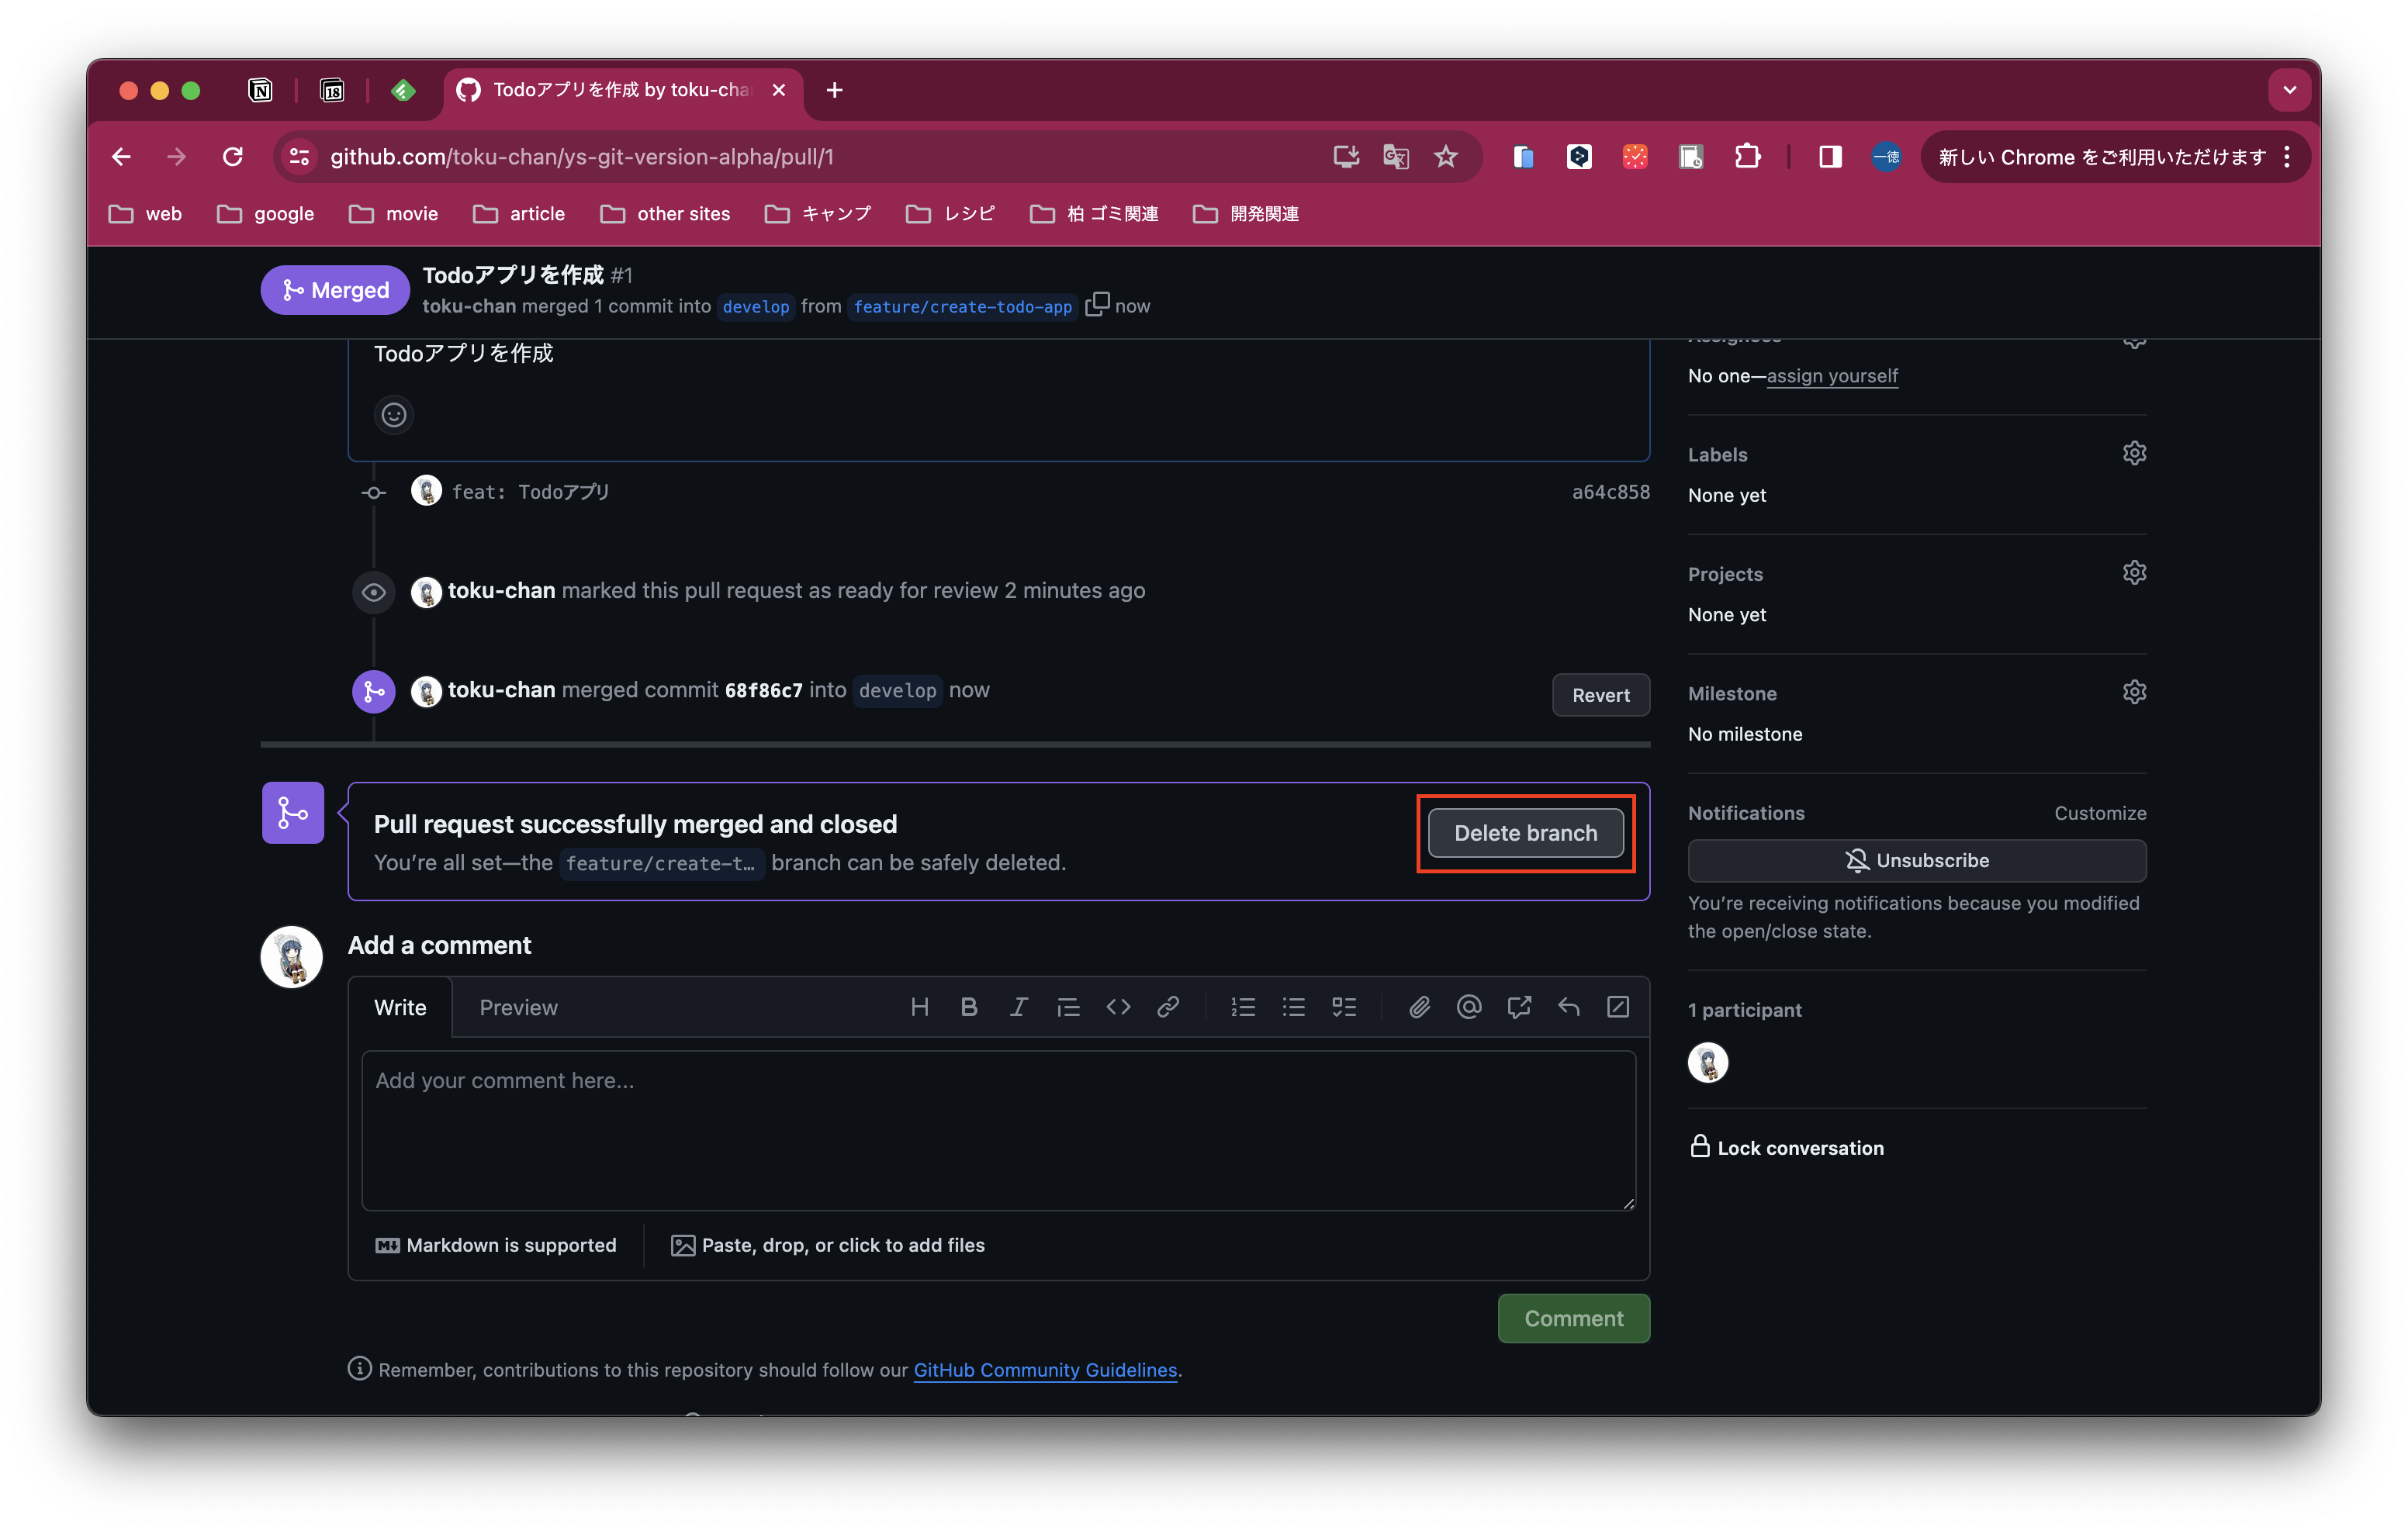 Todoアプリを作成 by toku-cha
github.com/toku-chan/ys-git-version-alpha/pull/1
一徳
新しい Chrome をご利用いただけます
web
google
movie
article
other sites
キャンプ
レシピ
柏 ゴミ関連
開発関連
Merged
Todoアプリを作成 #1
toku-chan merged 1 commit into develop from feature/create-todo-app now
Todoアプリを作成
feat: Todoアプリ
a64c858
toku-chan marked this pull request as ready for review 2 minutes ago
toku-chan merged commit 68f86c7 into develop now
Revert
Pull request successfully merged and closed
You’re all set—the feature/create-t… branch can be safely deleted.
Delete branch
Add a comment
Write
Preview
Add your comment here...
Markdown is supported
Paste, drop, or click to add files
Comment
Remember, contributions to this repository should follow our GitHub Community Guidelines.
No one—assign yourself
Labels
None yet
Projects
None yet
Milestone
No milestone
Notifications
Customize
Unsubscribe
You’re receiving notifications because you modified
the open/close state.
1 participant
Lock conversation